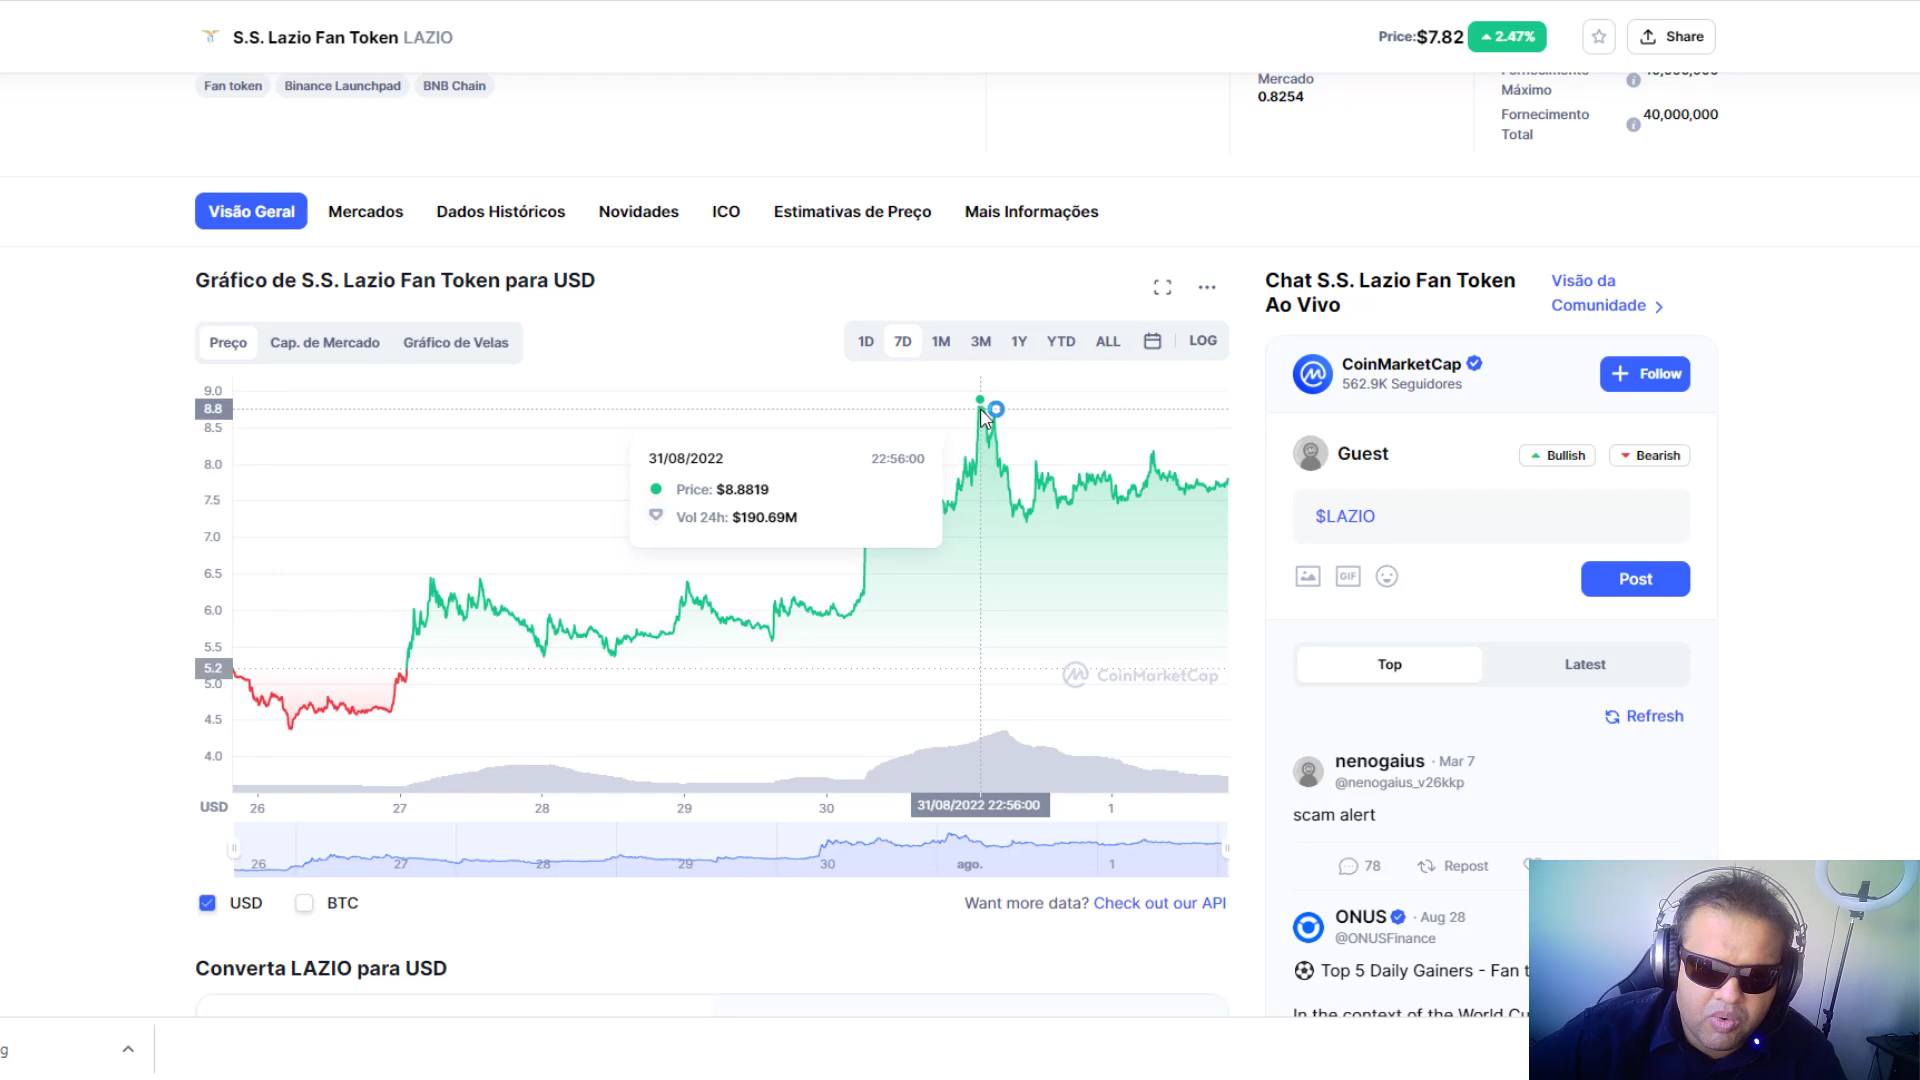 S.S. Lazio Fan Token LAZIO
Price:$7.82
2.47%
Share
Fan token
Binance Launchpad
BNB Chain
Mercado
0.8254
Máximo
Fornecimento
Total
40,000,000
Visão Geral
Mercados
Dados Históricos
Novidades
ICO
Estimativas de Preço
Mais Informações
Gráfico de S.S. Lazio Fan Token para USD
Preço
Cap. de Mercado
Gráfico de Velas
1D
7D
1M
3M
1Y
YTD
ALL
LOG
9.0
8.8
8.5
8.0
7.5
7.0
6.5
6.0
5.5
5.2
5.0
4.5
4.0
31/08/2022 22:56:00
Price: $8.8819
Vol 24h: $190.69M
CoinMarketCap
USD
26
27
28
29
30
31/08/2022 22:56:00
1
26
27
28
29
30
ago.
1
USD
BTC
Want more data? Check out our API
Converta LAZIO para USD
g
Chat S.S. Lazio Fan Token
Ao Vivo
Visão da
Comunidade
CoinMarketCap
562.9K Seguidores
Follow
Guest
Bullish
Bearish
$LAZIO
GIF
Post
Top
Latest
Refresh
nenogaius · Mar 7
@nenogaius_v26kkp
scam alert
78
Repost
ONUS · Aug 28
@ONUSFinance
Top 5 Daily Gainers - Fan t
In the context of the World Cu